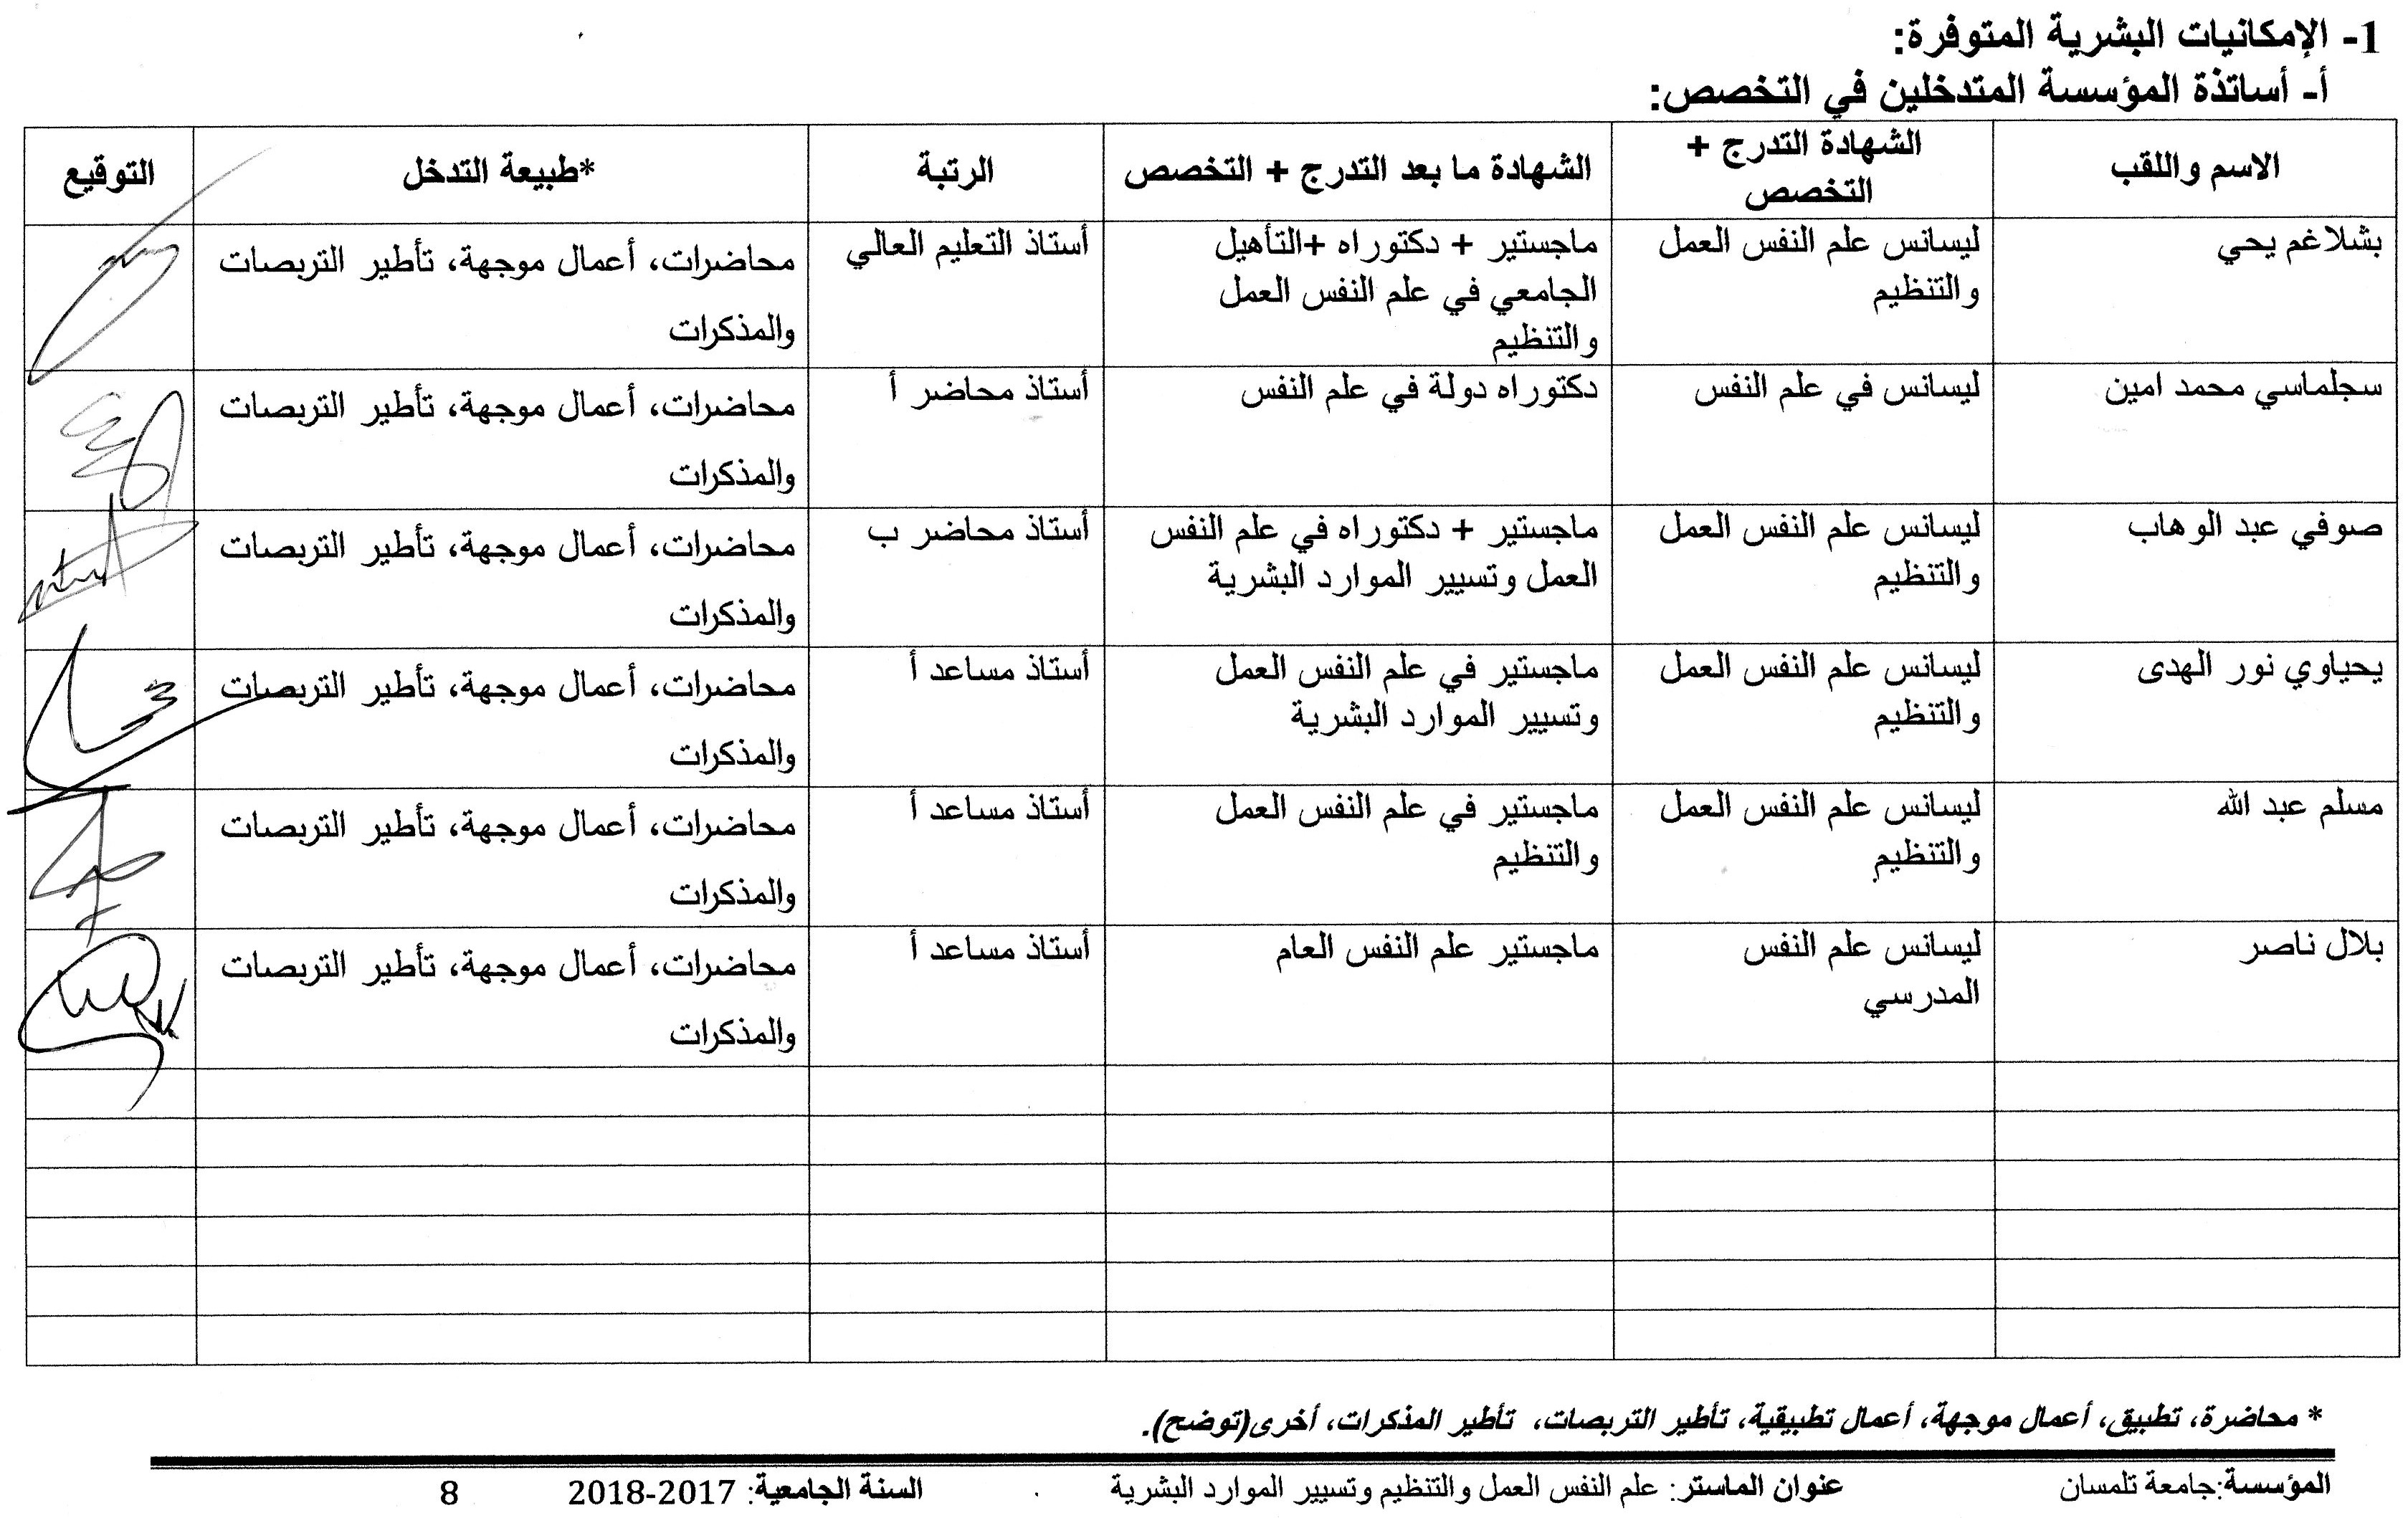 1- الإمكانيات البشرية المتوفرة:
أ- أساتذة المؤسسة المتدخلين في التخصص:
الاسم واللقب
الشهادة التدرج +
التخصص
الشهادة ما بعد التدرج + التخصص
الرتبة
*طبيعة التدخل
التوقيع
بشلاغم يحي
ليسانس علم النفس العمل
والتنظيم
ماجستير + دكتوراه +التأهيل
الجامعي في علم النفس العمل
والتنظيم
أستاذ التعليم العالي
محاضرات، أعمال موجهة، تأطير التربصات
والمذكرات
سجلماسي محمد امين
ليسانس في علم النفس
دكتوراه دولة في علم النفس
أستاذ محاضر أ
محاضرات، أعمال موجهة، تأطير التربصات
والمذكرات
صوفي عبد الوهاب
ليسانس علم النفس العمل
والتنظيم
ماجستير + دكتوراه في علم النفس
العمل وتسيير الموارد البشرية
أستاذ محاضر ب
محاضرات، أعمال موجهة، تأطير التربصات
والمذكرات
يحياوي نور الهدى
ليسانس علم النفس العمل
والتنظيم
ماجستير في علم النفس العمل
وتسيير الموارد البشرية
أستاذ مساعد أ
محاضرات، أعمال موجهة، تأطير التربصات
والمذكرات
مسلم عبد الله
ليسانس علم النفس العمل
والتنظيم
ماجستير في علم النفس العمل
والتنظيم
أستاذ مساعد أ
محاضرات، أعمال موجهة، تأطير التربصات
والمذكرات
بلال ناصر
ليسانس علم النفس
المدرسي
ماجستير علم النفس العام
أستاذ مساعد أ
محاضرات، أعمال موجهة، تأطير التربصات
والمذكرات
* محاضرة، تطبيق، أعمال موجهة، أعمال تطبيقية، تأطير التربصات، تأطير المذكرات، أخرى(توضح).
المؤسسة:جامعة تلمسان عنوان الماستر: علم النفس العمل والتنظيم وتسيير الموارد البشرية السنة الجامعية: 2017-2018 8